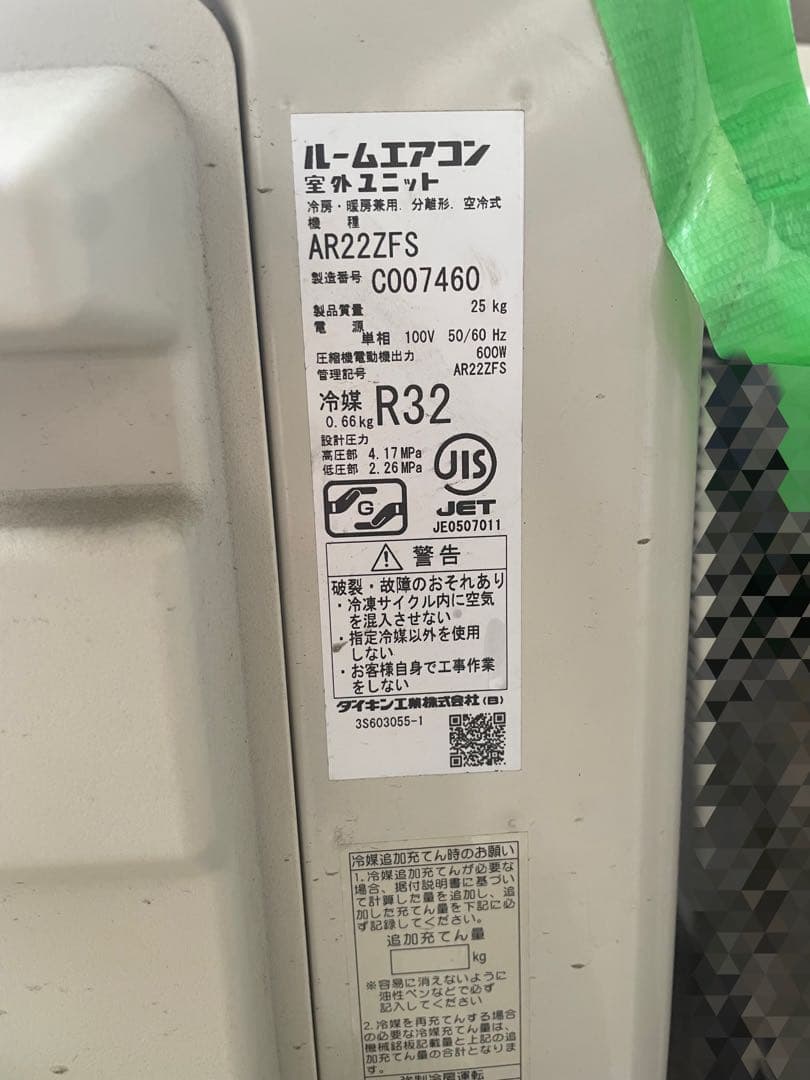 ルームエアコン
室外ユニット
冷房・暖房兼用. 分離形. 空冷式
機 種
AR22ZFS
製造番号 C007460
製品質量 25 kg
電 源
単相 100V 50/60 Hz
圧縮機電動機出力 600W
管理記号 AR22ZFS
冷媒 R32
0.66kg
設計圧力
高圧部 4.17MPa
低圧部 2.26MPa
JIS
JET
G
JE0507011
警告
破裂・故障のおそれあり
・冷凍サイクル内に空気
を混入させない
・指定冷媒以外を使用
しない
・お客様自身で工事作業
をしない
ダイキン工業株式会社(B)
3S603055-1
C
冷媒追加充てん時のお願い
1.冷媒追加充てんが必要な
場合、据付説明書に基づい
て計算した量を追加し、追
加した充てん量を下記に必
ず記録してください。
追加充てん量
kg
※容易に消えないように
油性ペンなどで必ず
記入してください
2.冷媒を再充てんする場合
の必要な冷媒充てん量は、
機械銘板記載量と上記の追
加充てん量の合計となりま
す。
強制冷房運転